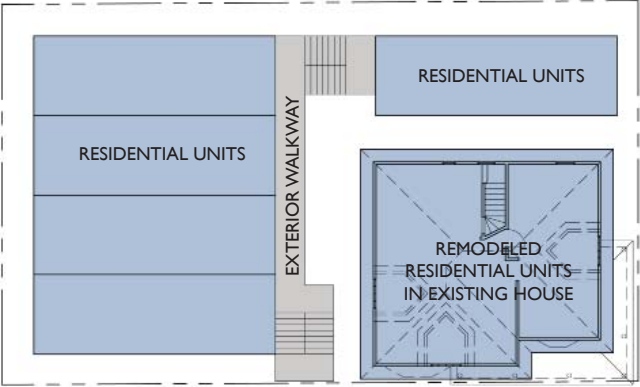 RESIDENTIAL UNITS
RESIDENTIAL UNITS
EXTERIOR WALKWAY
REMODELED
RESIDENTIAL UNITS
IN EXISTING HOUSE